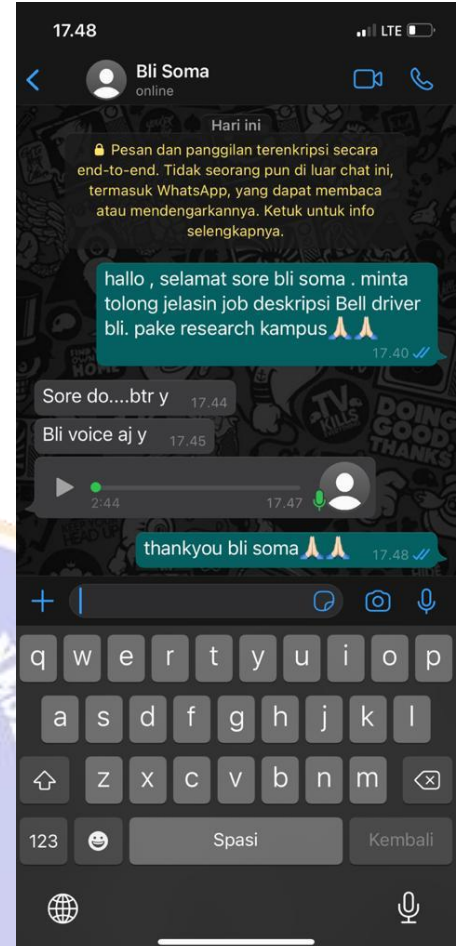 17.48
LTE
Bli Soma
online
Hari ini
Pesan dan panggilan terenkripsi secara
end-to-end. Tidak seorang pun di luar chat ini,
termasuk WhatsApp, yang dapat membaca
atau mendengarkannya. Ketuk untuk info
selengkapnya.
hallo , selamat sore bli soma . minta
tolong jelasin job deskripsi Bell driver
bli. pake research kampus🙏🏻🙏🏻
17.40
Sore do....btr y 17.44
Bli voice aj y 17.45
2:44 17.47
thankyou bli soma🙏🏻🙏🏻 17.48
q w e r t y u i o p
a s d f g h j k l
z x c v b n m
123 Spasi Kembali